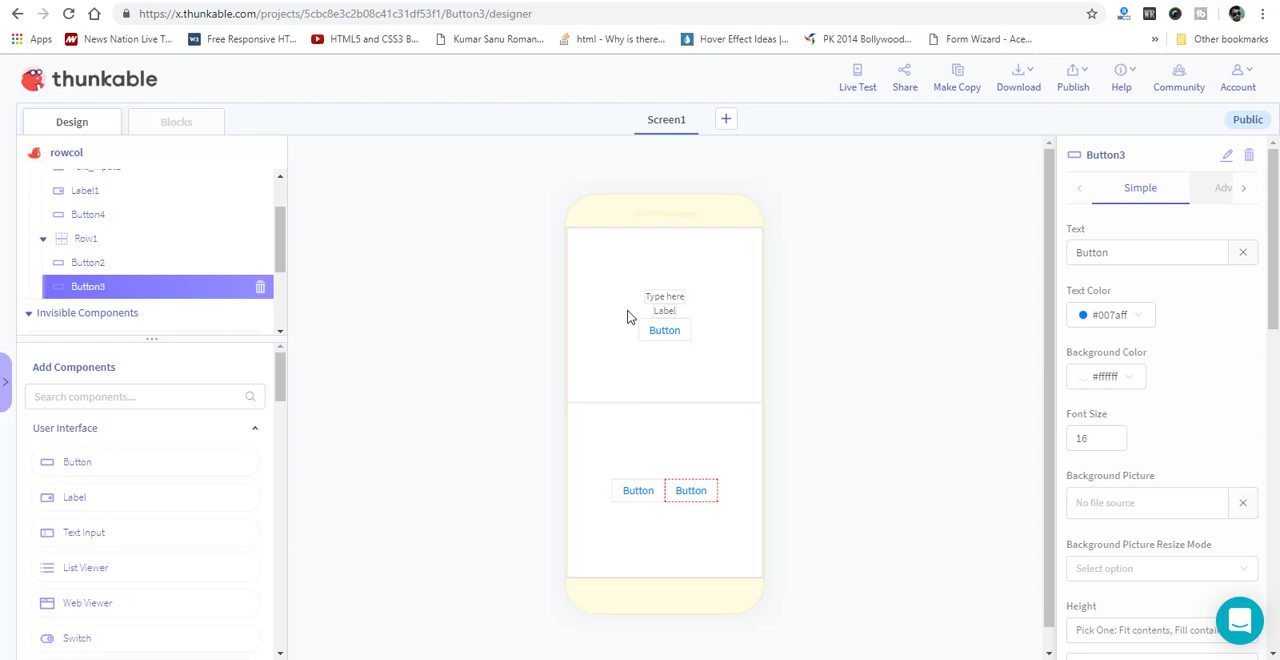 https://x.thunkable.com/projects/5cbc8e3c2b08c41c31df53f1/Button3/designer
Apps
News Nation Live T...
Free Responsive HT...
HTML5 and CSS3 B...
Kumar Sanu Roman...
html - Why is there...
Hover Effect Ideas |...
PK 2014 Bollywood...
Form Wizard - Ace...
»
Other bookmarks
thunkable
Live Test
Share
Make Copy
Download
Publish
Help
Community
Account
Design
Blocks
Screen1
+
Public
rowcol
Label1
Button4
Row1
Button2
Button3
Invisible Components
Add Components
Search components...
User Interface
Button
Label
Text Input
List Viewer
Web Viewer
Switch
Type here
Label
Button
Button
Button
Button3
Simple
Adv
Text
Button
Text Color
#007aff
Background Color
#ffffff
Font Size
16
Background Picture
No file source
Background Picture Resize Mode
Select option
Height
Pick One: Fit contents, Fill contai